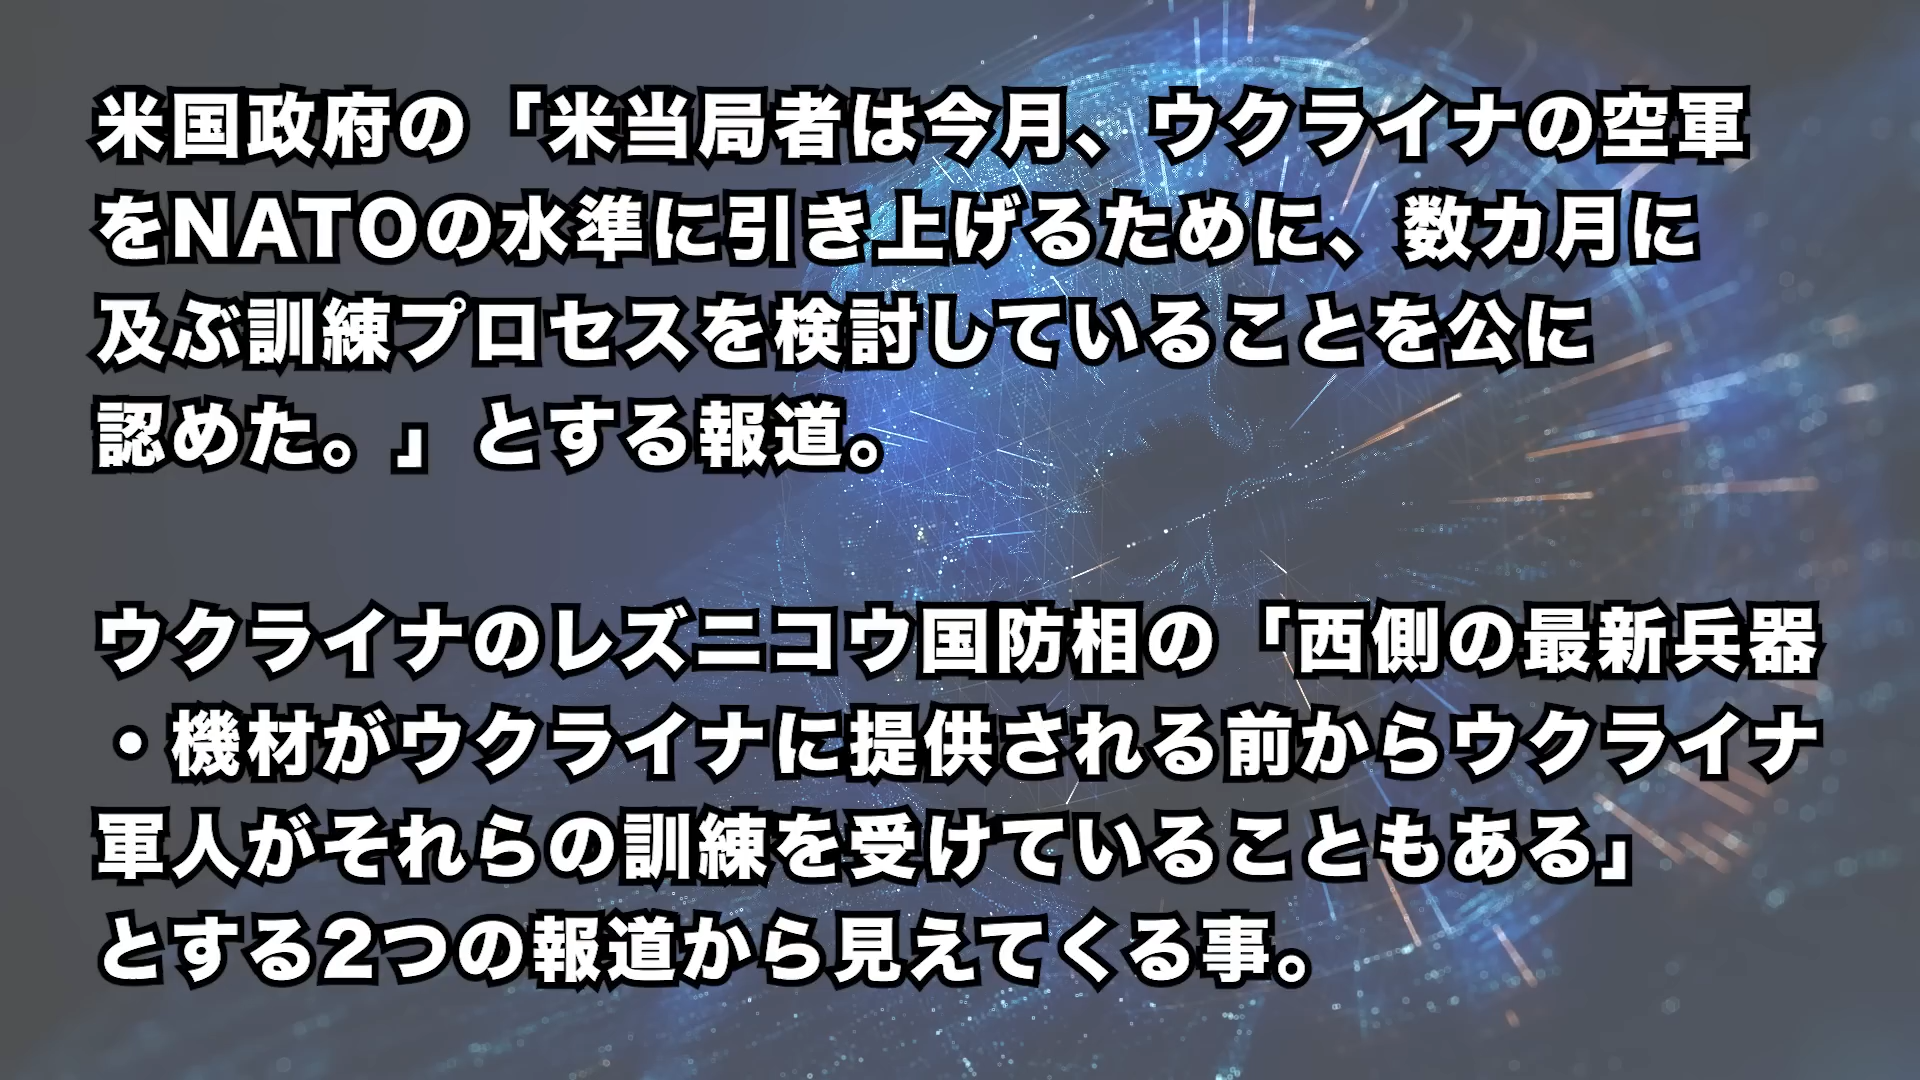 米国政府の「米当局者は今月、ウクライナの空軍
をNATOの水準に引き上げるために、数カ月に
及ぶ訓練プロセスを検討していることを公に
認めた。」とする報道。
ウクライナのレズニコウ国防相の「西側の最新兵器
・機材がウクライナに提供される前からウクライナ
軍人がそれらの訓練を受けていることもある」
とする2つの報道から見えてくる事。